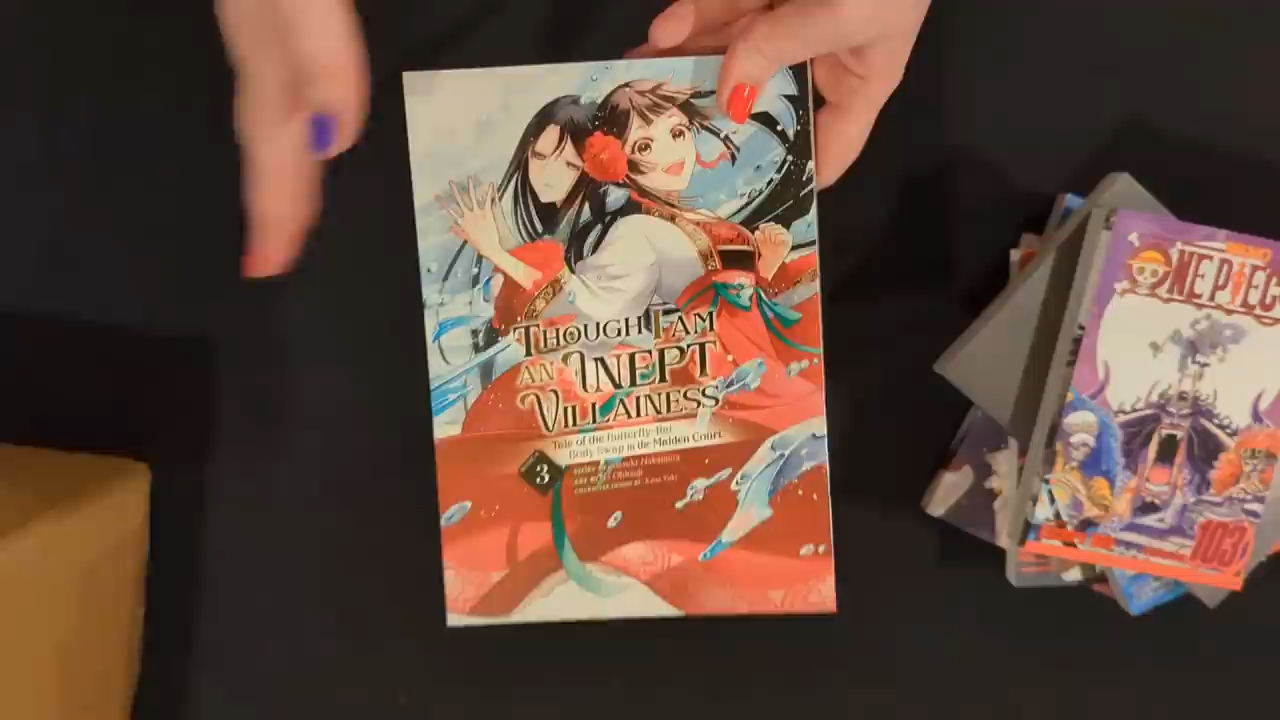 THOUGH I AM
AN INEPT
VILLAINESS
Tale of the Butterfly-Rat
Body Swap in the Maiden Court
3
ONE PIEC
103